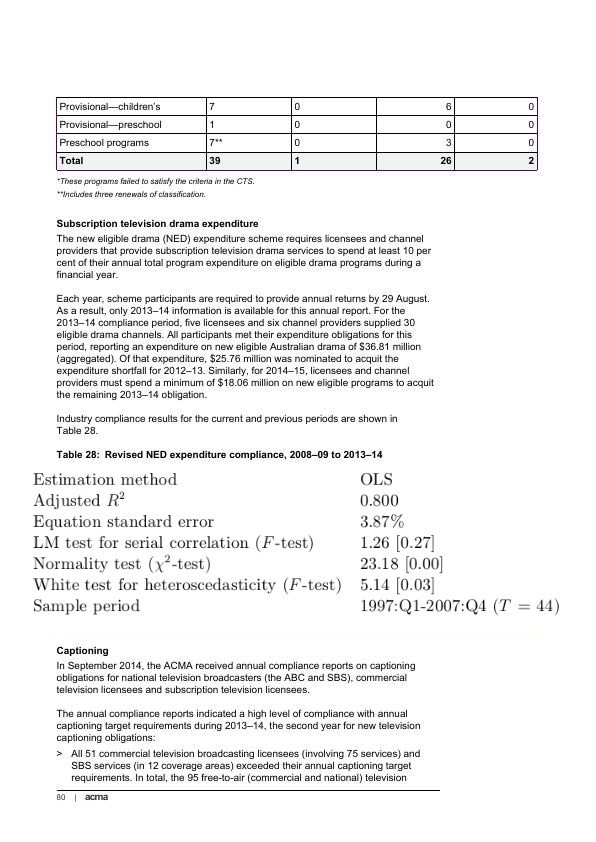 Provisional—children's 7 0 6 0
Provisional—preschool 1 0 0 0
Preschool programs 7** 0 3 0
Total 39 1 26 2
*These programs failed to satisfy the criteria in the CTS.
**Includes three renewals of classification.
Subscription television drama expenditure
The new eligible drama (NED) expenditure scheme requires licensees and channel
providers that provide subscription television drama services to spend at least 10 per
cent of their annual total program expenditure on eligible drama programs during a
financial year.
Each year, scheme participants are required to provide annual returns by 29 August.
As a result, only 2013–14 information is available for this annual report. For the
2013–14 compliance period, five licensees and six channel providers supplied 30
eligible drama channels. All participants met their expenditure obligations for this
period, reporting an expenditure on new eligible Australian drama of $36.81 million
(aggregated). Of that expenditure, $25.76 million was nominated to acquit the
expenditure shortfall for 2012–13. Similarly, for 2014–15, licensees and channel
providers must spend a minimum of $18.06 million on new eligible programs to acquit
the remaining 2013–14 obligation.
Industry compliance results for the current and previous periods are shown in
Table 28.
Table 28: Revised NED expenditure compliance, 2008–09 to 2013–14
Estimation method OLS
Adjusted R² 0.800
Equation standard error 3.87%
LM test for serial correlation (F-test) 1.26 [0.27]
Normality test (χ²-test) 23.18 [0.00]
White test for heteroscedasticity (F-test) 5.14 [0.03]
Sample period 1997:Q1-2007:Q4 (T = 44)
Captioning
In September 2014, the ACMA received annual compliance reports on captioning
obligations for national television broadcasters (the ABC and SBS), commercial
television licensees and subscription television licensees.
The annual compliance reports indicated a high level of compliance with annual
captioning target requirements during 2013–14, the second year for new television
captioning obligations:
> All 51 commercial television broadcasting licensees (involving 75 services) and
SBS services (in 12 coverage areas) exceeded their annual captioning target
requirements. In total, the 95 free-to-air (commercial and national) television
80 | acma